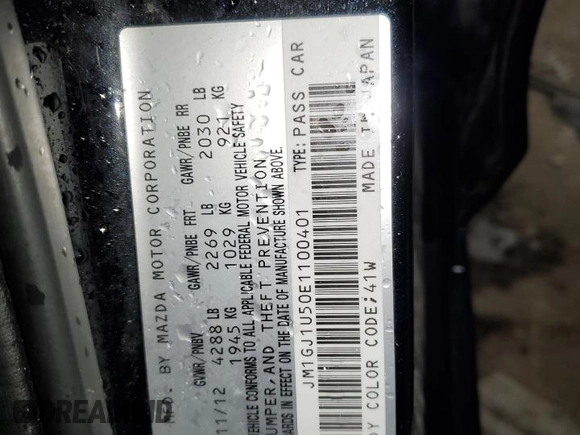 MFD. BY MAZDA MOTOR CORPORATION
GVWR/PNBV GAWR/PNBE FRT GAWR/PNBE RR
11/12 4288 LB 2269 LB 2030 LB
1945 KG 1029 KG 921 KG
VEHICLE CONFORMS TO ALL APPLICABLE FEDERAL MOTOR VEHICLE SAFETY
BUMPER, AND THEFT PREVENTION
STANDARDS IN EFFECT ON THE DATE OF MANUFACTURE SHOWN ABOVE.
JM1GJ1U50E1100401 TYPE: PASS CAR
BODY COLOR CODE; 41W MADE IN JAPAN